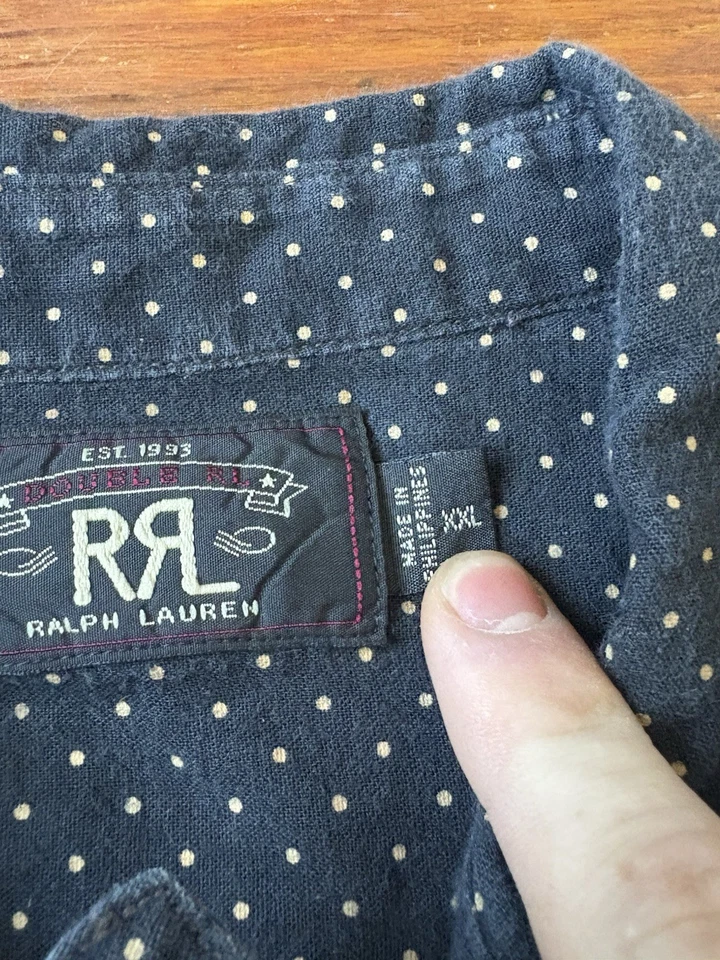 EST. 1993
DOUBLE RL
RRL
RALPH LAUREN
MADE IN
PHILIPPINES
XXL